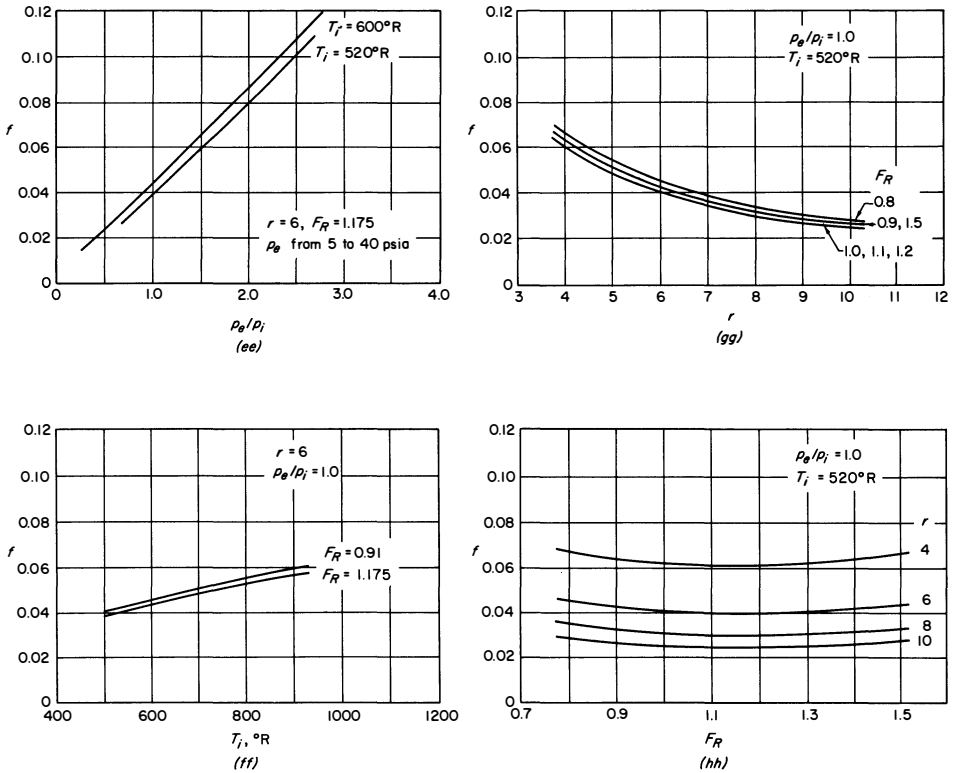 0.12
0.10
0.08
0.06
0.04
0.02
0
f
T_i = 600°R
T_i = 520°R
r = 6, F_R = 1.175
p_e from 5 to 40 psia
0 1.0 2.0 3.0 4.0
p_e/p_i
(ee)
0.12
0.10
0.08
0.06
0.04
0.02
0
f
p_e/p_i = 1.0
T_i = 520°R
F_R
0.8
0.9, 1.5
1.0, 1.1, 1.2
3 4 5 6 7 8 9 10 11 12
r
(gg)
0.12
0.10
0.08
0.06
0.04
0.02
0
f
r = 6
p_e/p_i = 1.0
F_R = 0.91
F_R = 1.175
400 600 800 1000 1200
T_i, °R
(ff)
0.12
0.10
0.08
0.06
0.04
0.02
0
f
p_e/p_i = 1.0
T_i = 520°R
r
4
6
8
10
0.7 0.9 1.1 1.3 1.5
F_R
(hh)